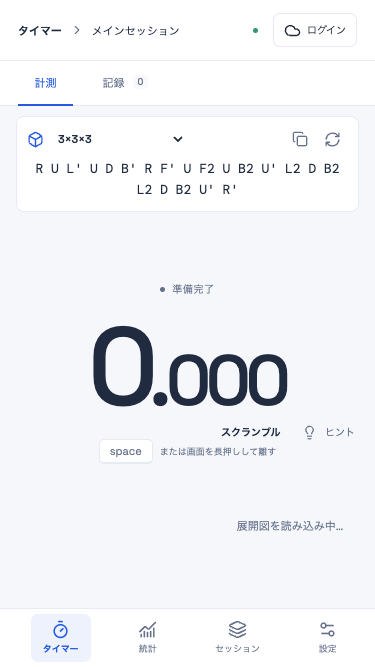 タイマー > メインセッション ログイン
計測 記録 0
3×3×3
R U L' U D B' R F' U F2 U B2 U' L2 D B2
L2 D B2 U' R'
準備完了
0.000
スクランブル ヒント
space または画面を長押しして離す
展開図を読み込み中…
タイマー 統計 セッション 設定